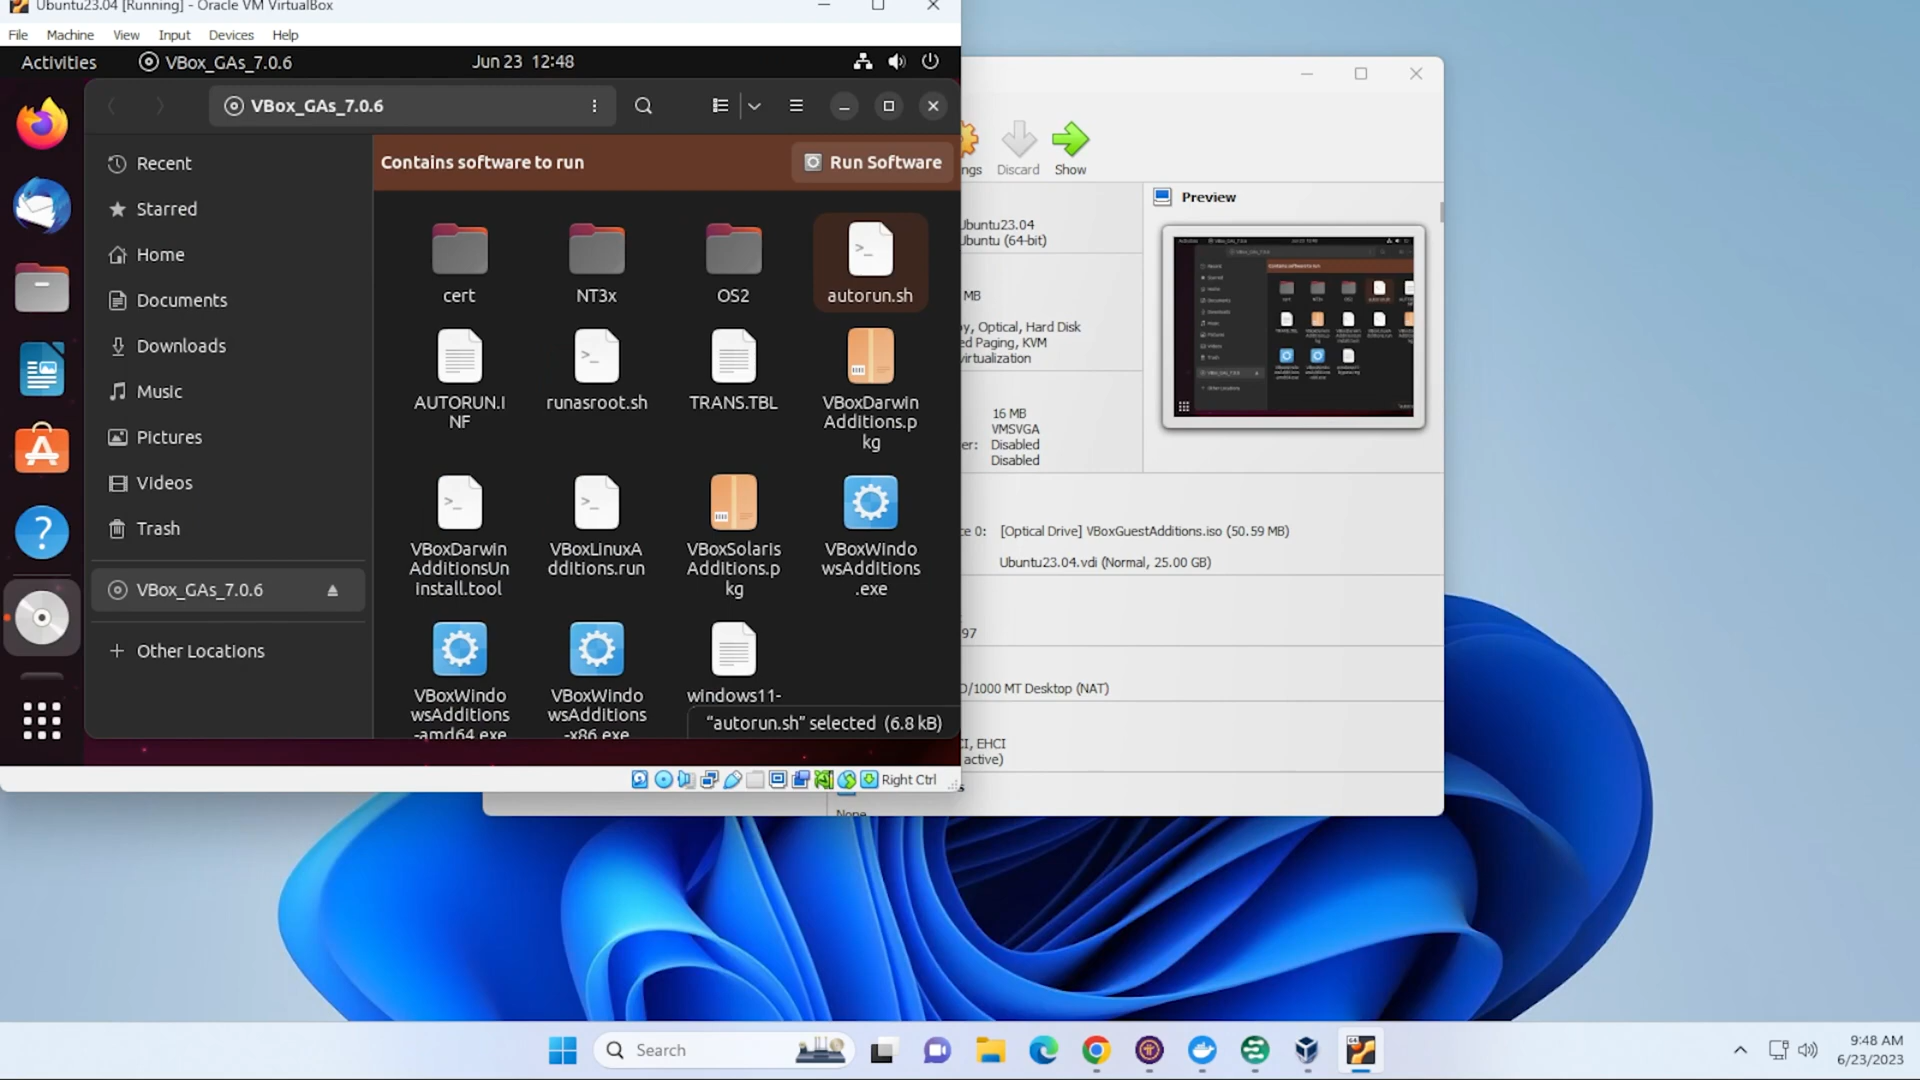 Ubuntu23.04 [Running] - Oracle VM VirtualBox
File Machine View Input Devices Help
Activities VBox_GAs_7.0.6 Jun 23 12:48
VBox_GAs_7.0.6
Recent
Starred
Home
Documents
Downloads
Music
Pictures
Videos
Trash
VBox_GAs_7.0.6
Other Locations
Contains software to run Run Software
cert
NT3x
OS2
autorun.sh
AUTORUN.I
NF
runasroot.sh
TRANS.TBL
VBoxDarwin
Additions.p
kg
VBoxDarwin
AdditionsUn
install.tool
VBoxLinuxA
dditions.run
VBoxSolaris
Additions.p
kg
VBoxWindo
wsAdditions
.exe
VBoxWindo
wsAdditions
-amd64.exe
VBoxWindo
wsAdditions
-x86.exe
windows11-
"autorun.sh" selected (6.8 kB)
Right Ctrl
ngs Discard Show
Ubuntu23.04
Ubuntu (64-bit)
MB
py, Optical, Hard Disk
ed Paging, KVM
virtualization
16 MB
VMSVGA
er: Disabled
Disabled
Preview
ce 0: [Optical Drive] VBoxGuestAdditions.iso (50.59 MB)
Ubuntu23.04.vdi (Normal, 25.00 GB)
97
0/1000 MT Desktop (NAT)
CI, EHCI
active)
None
Search
9:48 AM
6/23/2023